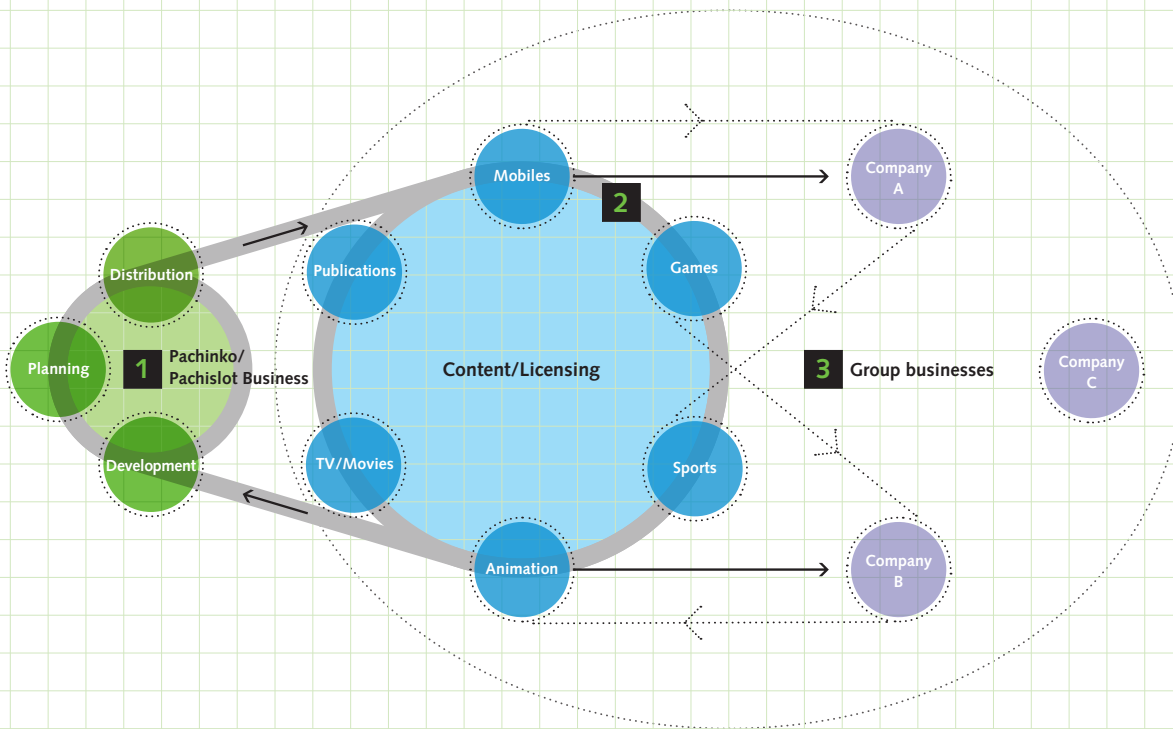 Distribution
Planning
1
Pachinko/
Pachislot Business
Development
Mobiles
2
Publications
Games
Content/Licensing
TV/Movies
Sports
Animation
3
Group businesses
Company
A
Company
C
Company
B